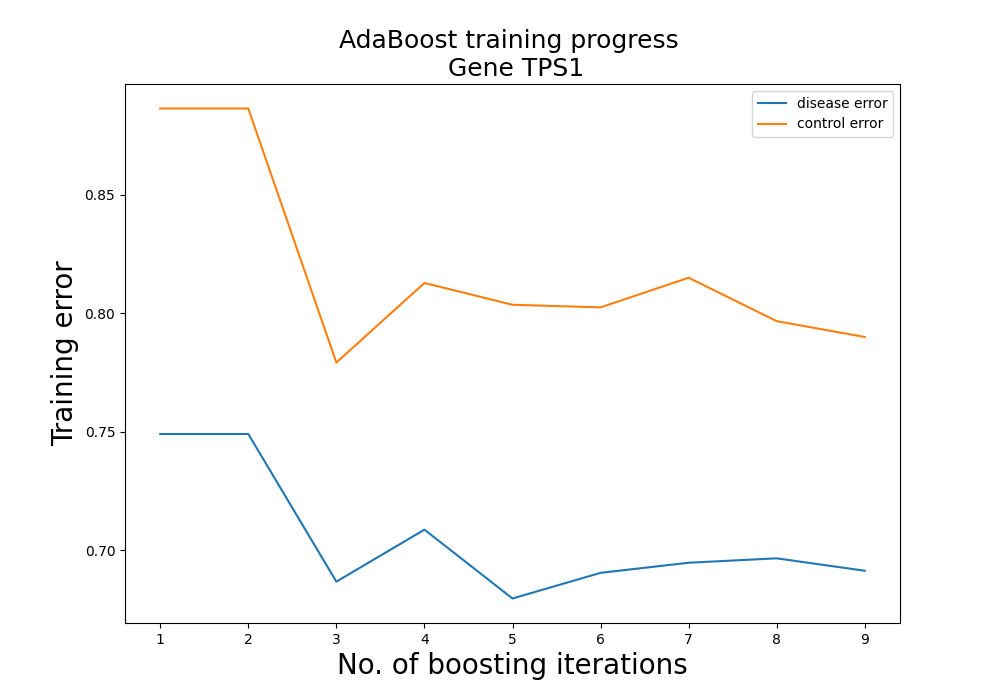 AdaBoost training progress
Gene TPS1
disease error
control error
0.85
0.80
0.75
0.70
Training error
1 2 3 4 5 6 7 8 9
No. of boosting iterations